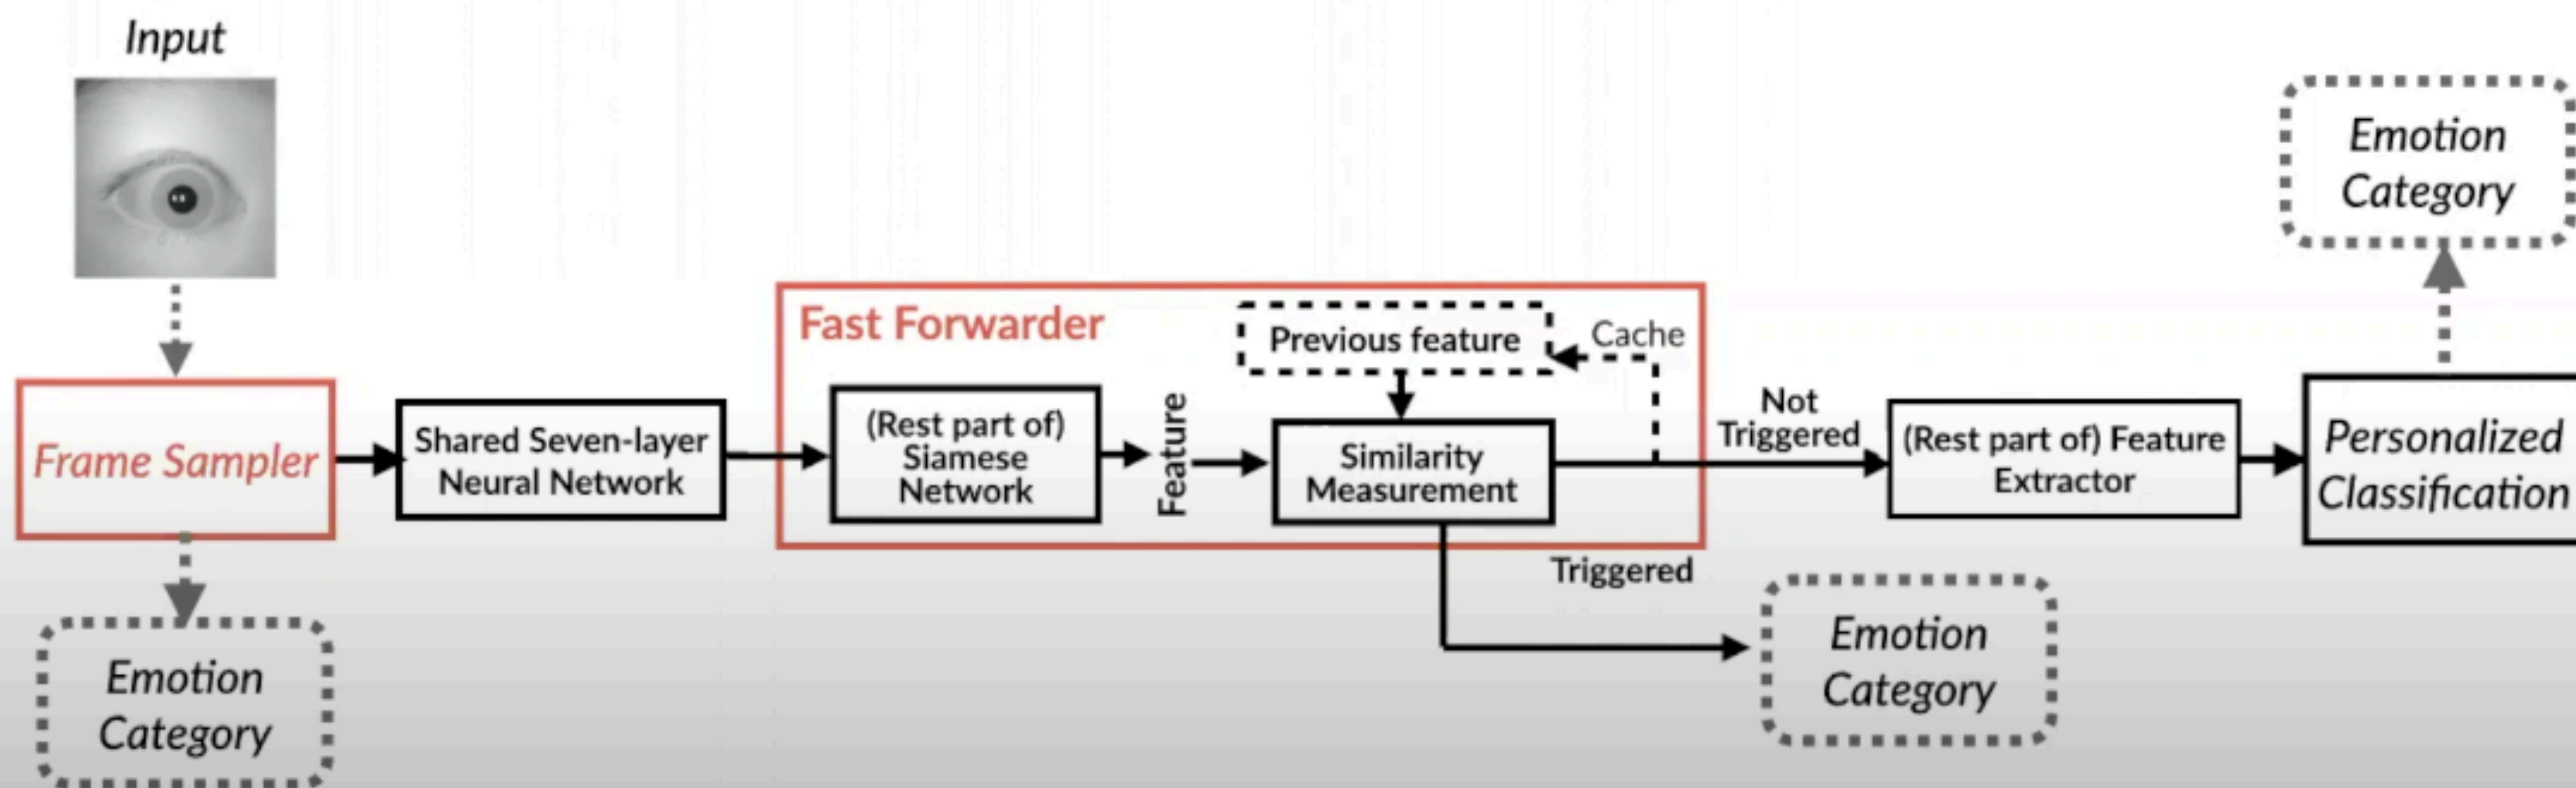 Input
Frame Sampler
Emotion
Category
Shared Seven-layer
Neural Network
Fast Forwarder
(Rest part of)
Siamese
Network
Feature
Previous feature
Cache
Similarity
Measurement
Not
Triggered
Triggered
Emotion
Category
(Rest part of) Feature
Extractor
Personalized
Classification
Emotion
Category